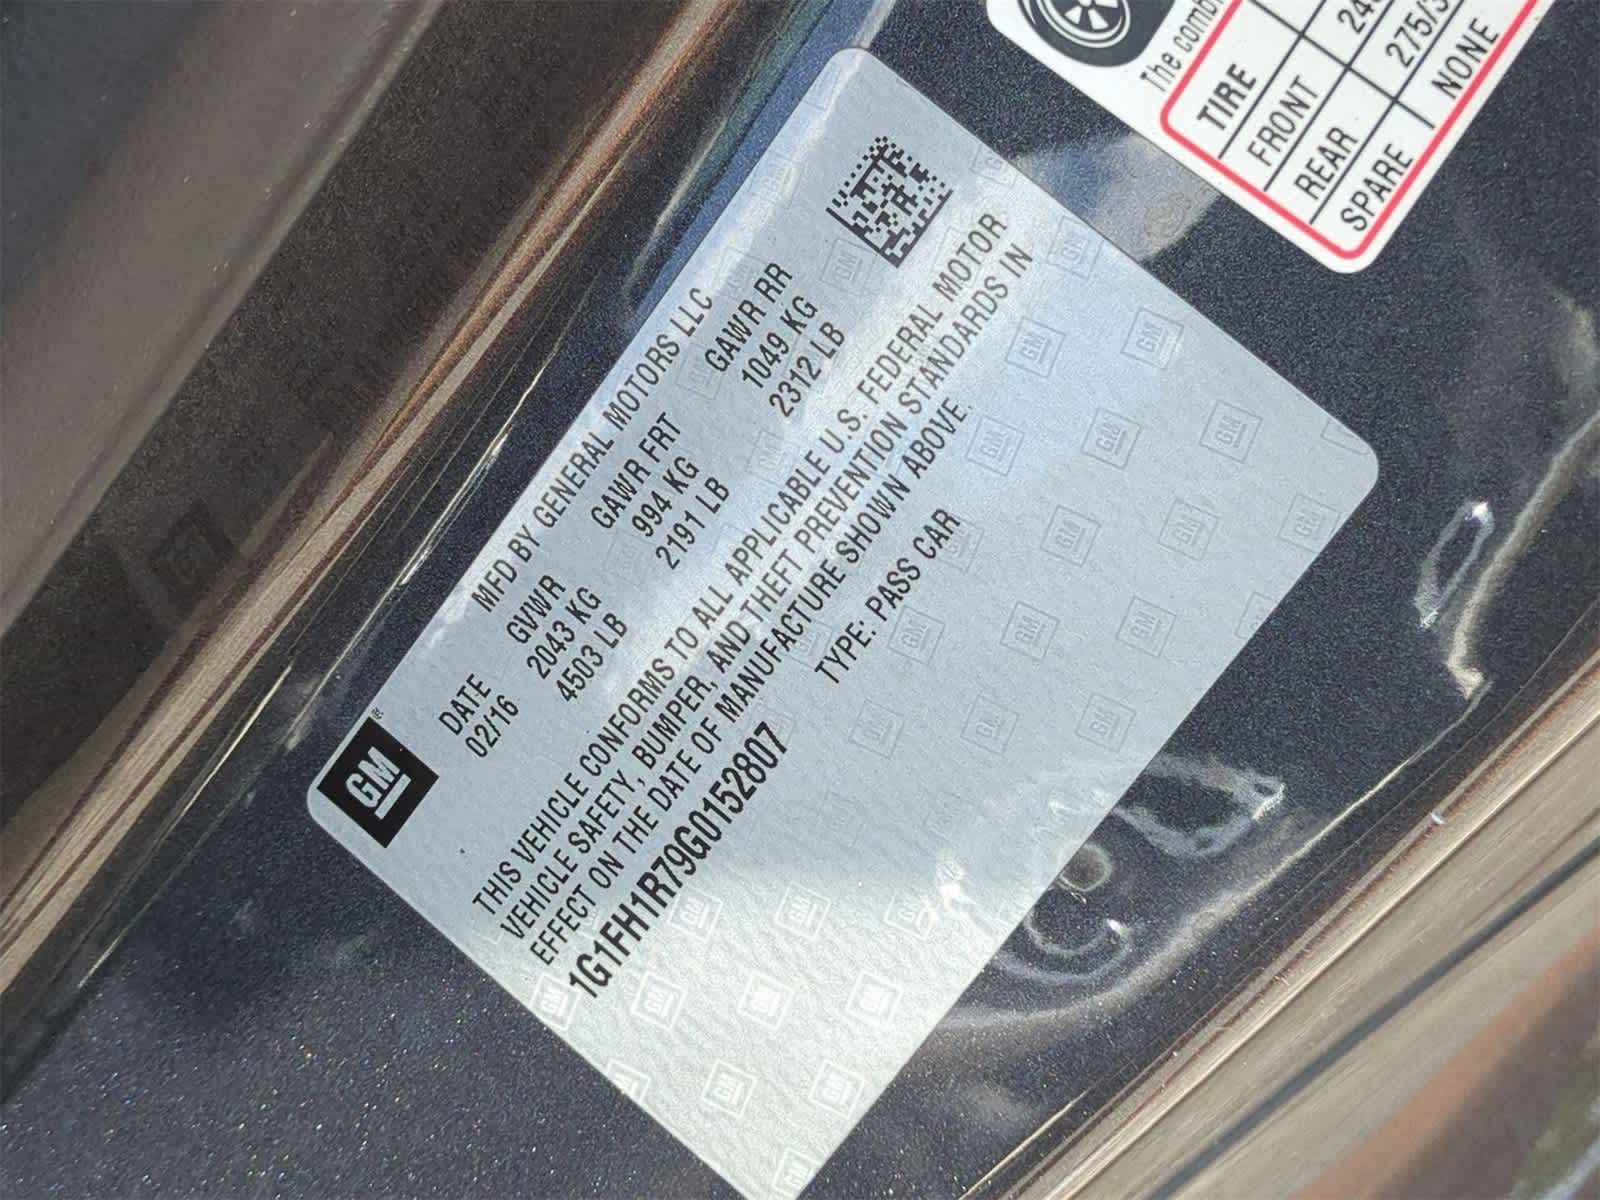 The
TIRE
FRONT
REAR 275/3
SPARE NONE
GM
MFD BY GENERAL MOTORS LLC
DATE GVWR GAWR FRT GAWR RR
02/16 2043 KG 994 KG 1049 KG
4503 LB 2191 LB 2312 LB
THIS VEHICLE CONFORMS TO ALL APPLICABLE U.S. FEDERAL MOTOR
VEHICLE SAFETY, BUMPER, AND THEFT PREVENTION STANDARDS IN
EFFECT ON THE DATE OF MANUFACTURE SHOWN ABOVE.
1G1FH1R79G0152807 TYPE: PASS CAR